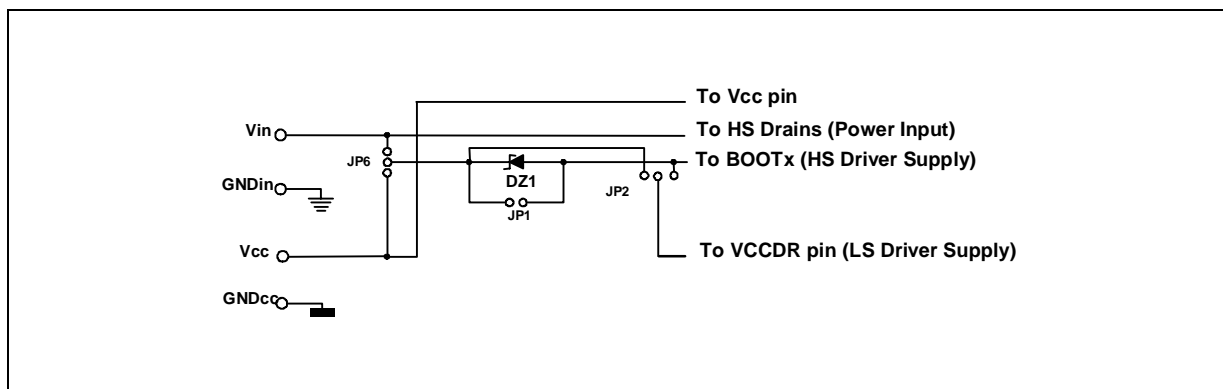 To Vcc pin
Vin
To HS Drains (Power Input)
JP6
To BOOTx (HS Driver Supply)
DZ1
JP2
GNDin
JP1
Vcc
To VCCDR pin (LS Driver Supply)
GNDcc